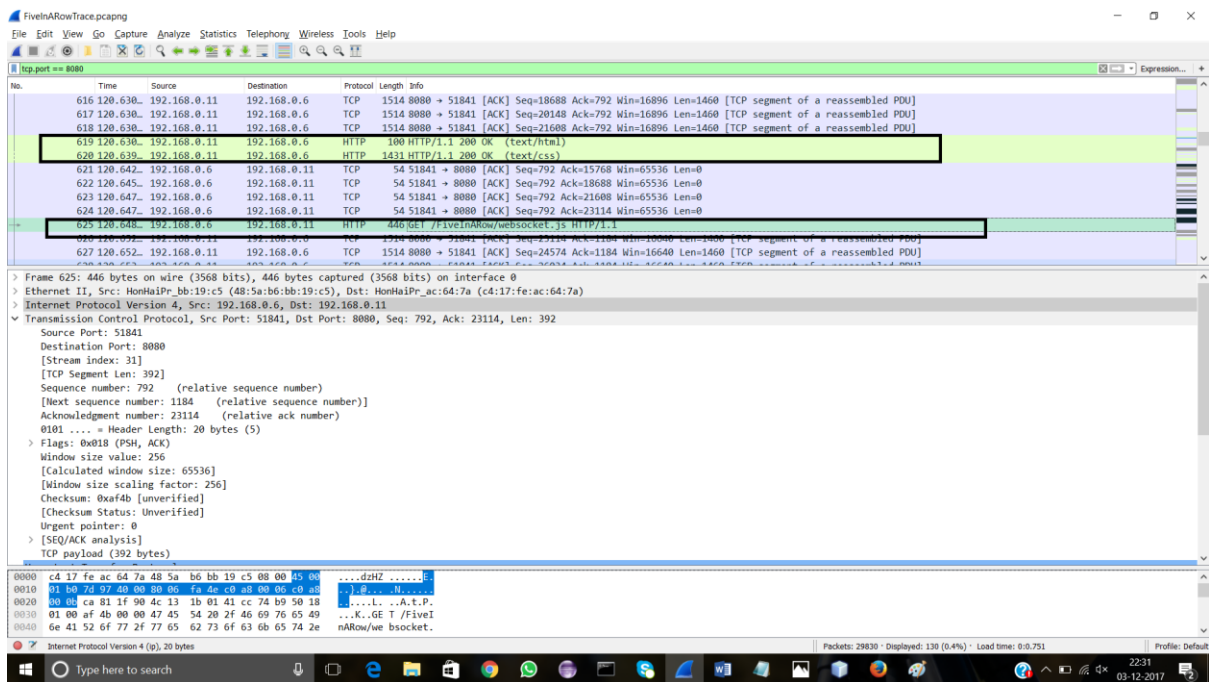 FiveInARowTrace.pcapng
File Edit View Go Capture Analyze Statistics Telephony Wireless Tools Help
tcp.port == 8080
Expression... +
No. Time Source Destination Protocol Length Info
616 120.630… 192.168.0.11 192.168.0.6 TCP 1514 8080 → 51841 [ACK] Seq=18688 Ack=792 Win=16896 Len=1460 [TCP segment of a reassembled PDU]
617 120.630… 192.168.0.11 192.168.0.6 TCP 1514 8080 → 51841 [ACK] Seq=20148 Ack=792 Win=16896 Len=1460 [TCP segment of a reassembled PDU]
618 120.630… 192.168.0.11 192.168.0.6 TCP 1514 8080 → 51841 [ACK] Seq=21608 Ack=792 Win=16896 Len=1460 [TCP segment of a reassembled PDU]
619 120.630… 192.168.0.11 192.168.0.6 HTTP 100 HTTP/1.1 200 OK (text/html)
620 120.639… 192.168.0.11 192.168.0.6 HTTP 1431 HTTP/1.1 200 OK (text/css)
621 120.642… 192.168.0.6 192.168.0.11 TCP 54 51841 → 8080 [ACK] Seq=792 Ack=15768 Win=65536 Len=0
622 120.645… 192.168.0.6 192.168.0.11 TCP 54 51841 → 8080 [ACK] Seq=792 Ack=18688 Win=65536 Len=0
623 120.647… 192.168.0.6 192.168.0.11 TCP 54 51841 → 8080 [ACK] Seq=792 Ack=21608 Win=65536 Len=0
624 120.647… 192.168.0.6 192.168.0.11 TCP 54 51841 → 8080 [ACK] Seq=792 Ack=23114 Win=65536 Len=0
625 120.648… 192.168.0.6 192.168.0.11 HTTP 446 GET /FiveInARow/websocket.js HTTP/1.1
626 120.652… 192.168.0.11 192.168.0.6 TCP 1514 8080 → 51841 [ACK] Seq=23114 Ack=1184 Win=16640 Len=1460 [TCP segment of a reassembled PDU]
627 120.652… 192.168.0.11 192.168.0.6 TCP 1514 8080 → 51841 [ACK] Seq=24574 Ack=1184 Win=16640 Len=1460 [TCP segment of a reassembled PDU]
Frame 625: 446 bytes on wire (3568 bits), 446 bytes captured (3568 bits) on interface 0
Ethernet II, Src: HonHaiPr_bb:19:c5 (48:5a:b6:bb:19:c5), Dst: HonHaiPr_ac:64:7a (c4:17:fe:ac:64:7a)
Internet Protocol Version 4, Src: 192.168.0.6, Dst: 192.168.0.11
Transmission Control Protocol, Src Port: 51841, Dst Port: 8080, Seq: 792, Ack: 23114, Len: 392
Source Port: 51841
Destination Port: 8080
[Stream index: 31]
[TCP Segment Len: 392]
Sequence number: 792 (relative sequence number)
[Next sequence number: 1184 (relative sequence number)]
Acknowledgment number: 23114 (relative ack number)
0101 .... = Header Length: 20 bytes (5)
Flags: 0x018 (PSH, ACK)
Window size value: 256
[Calculated window size: 65536]
[Window size scaling factor: 256]
Checksum: 0xaf4b [unverified]
[Checksum Status: Unverified]
Urgent pointer: 0
[SEQ/ACK analysis]
TCP payload (392 bytes)
0000 c4 17 fe ac 64 7a 48 5a b6 bb 19 c5 08 00 45 00 ....dzHZ ......E.
0010 01 b0 7d 97 40 00 80 06 fa 4e c0 a8 00 06 c0 a8 ..}.@... .N......
0020 00 0b ca 81 1f 90 4c 13 1b 01 41 cc 74 b9 50 18 ......L. ..A.t.P.
0030 01 00 af 4b 00 00 47 45 54 20 2f 46 69 76 65 49 ...K..GE T /FiveI
0040 6e 41 52 6f 77 2f 77 65 62 73 6f 63 6b 65 74 2e nARow/we bsocket.
Internet Protocol Version 4 (ip), 20 bytes
Packets: 29830 · Displayed: 130 (0.4%) · Load time: 0:0.751
Profile: Default
Type here to search
22:31
03-12-2017